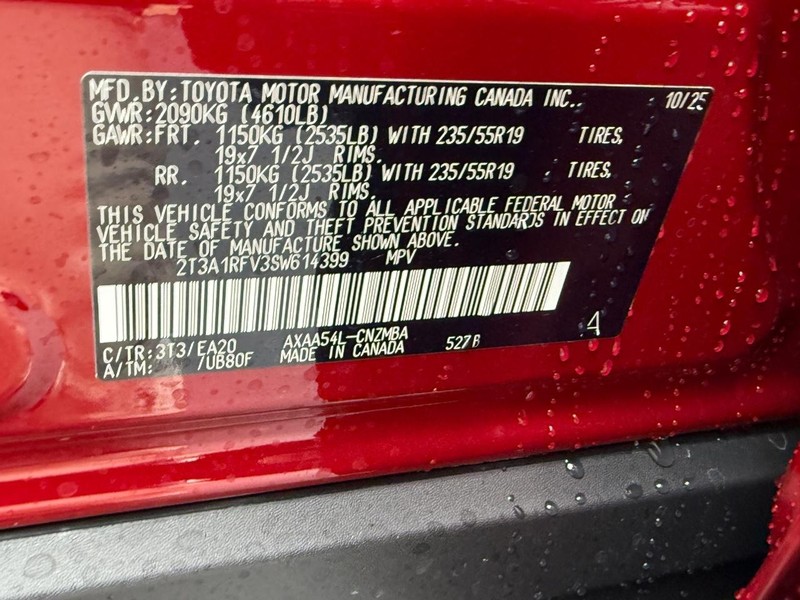 MFD. BY: TOYOTA MOTOR MANUFACTURING CANADA INC. 10/25
GVWR: 2090KG (4610LB)
GAWR: FRT. 1150KG (2535LB) WITH 235/55R19 TIRES,
19x7 1/2J RIMS.
RR. 1150KG (2535LB) WITH 235/55R19 TIRES,
19x7 1/2J RIMS.
THIS VEHICLE CONFORMS TO ALL APPLICABLE FEDERAL MOTOR
VEHICLE SAFETY AND THEFT PREVENTION STANDARDS IN EFFECT ON
THE DATE OF MANUFACTURE SHOWN ABOVE.
2T3A1RFV3SW614399 MPV
C/TR: 3T3/EA20 AXAA54L-CNZMBA 527B 4
A/TM: /UB80F MADE IN CANADA